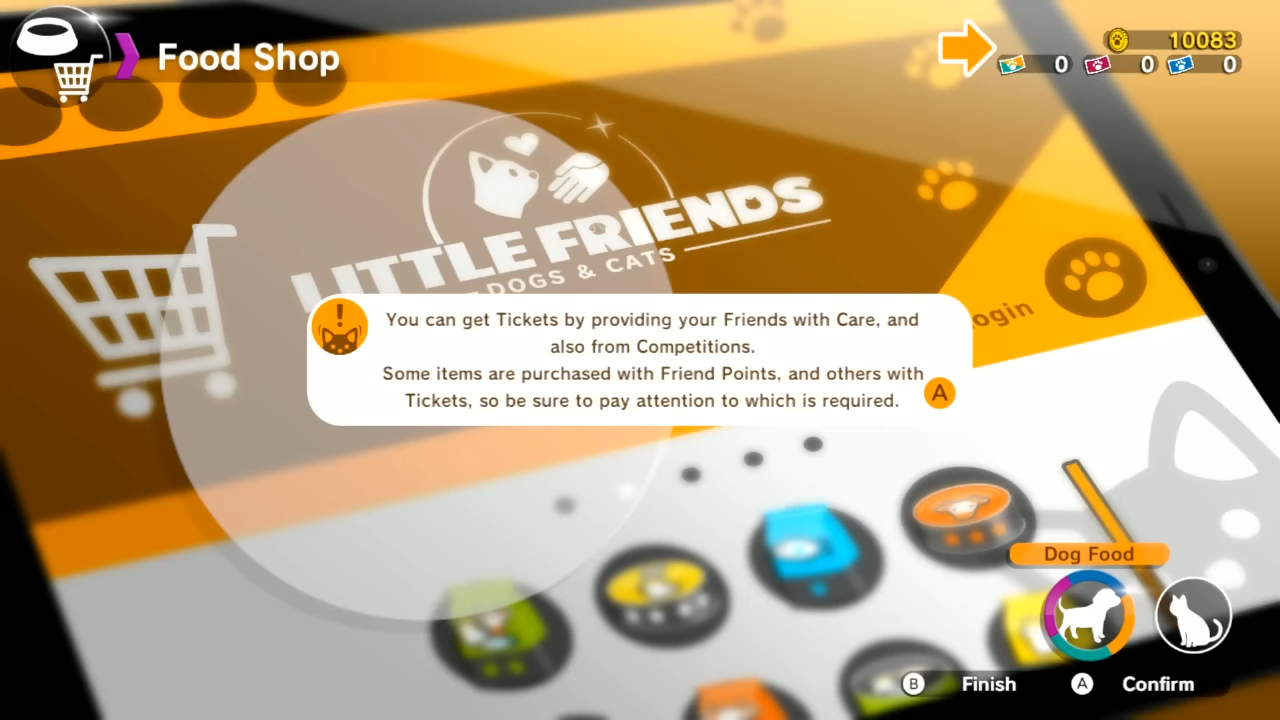 Food Shop
10083
0 0 0
LITTLE FRIENDS
DOGS & CATS
ogin
!
You can get Tickets by providing your Friends with Care, and
also from Competitions.
Some items are purchased with Friend Points, and others with
Tickets, so be sure to pay attention to which is required.
A
Dog Food
B Finish A Confirm